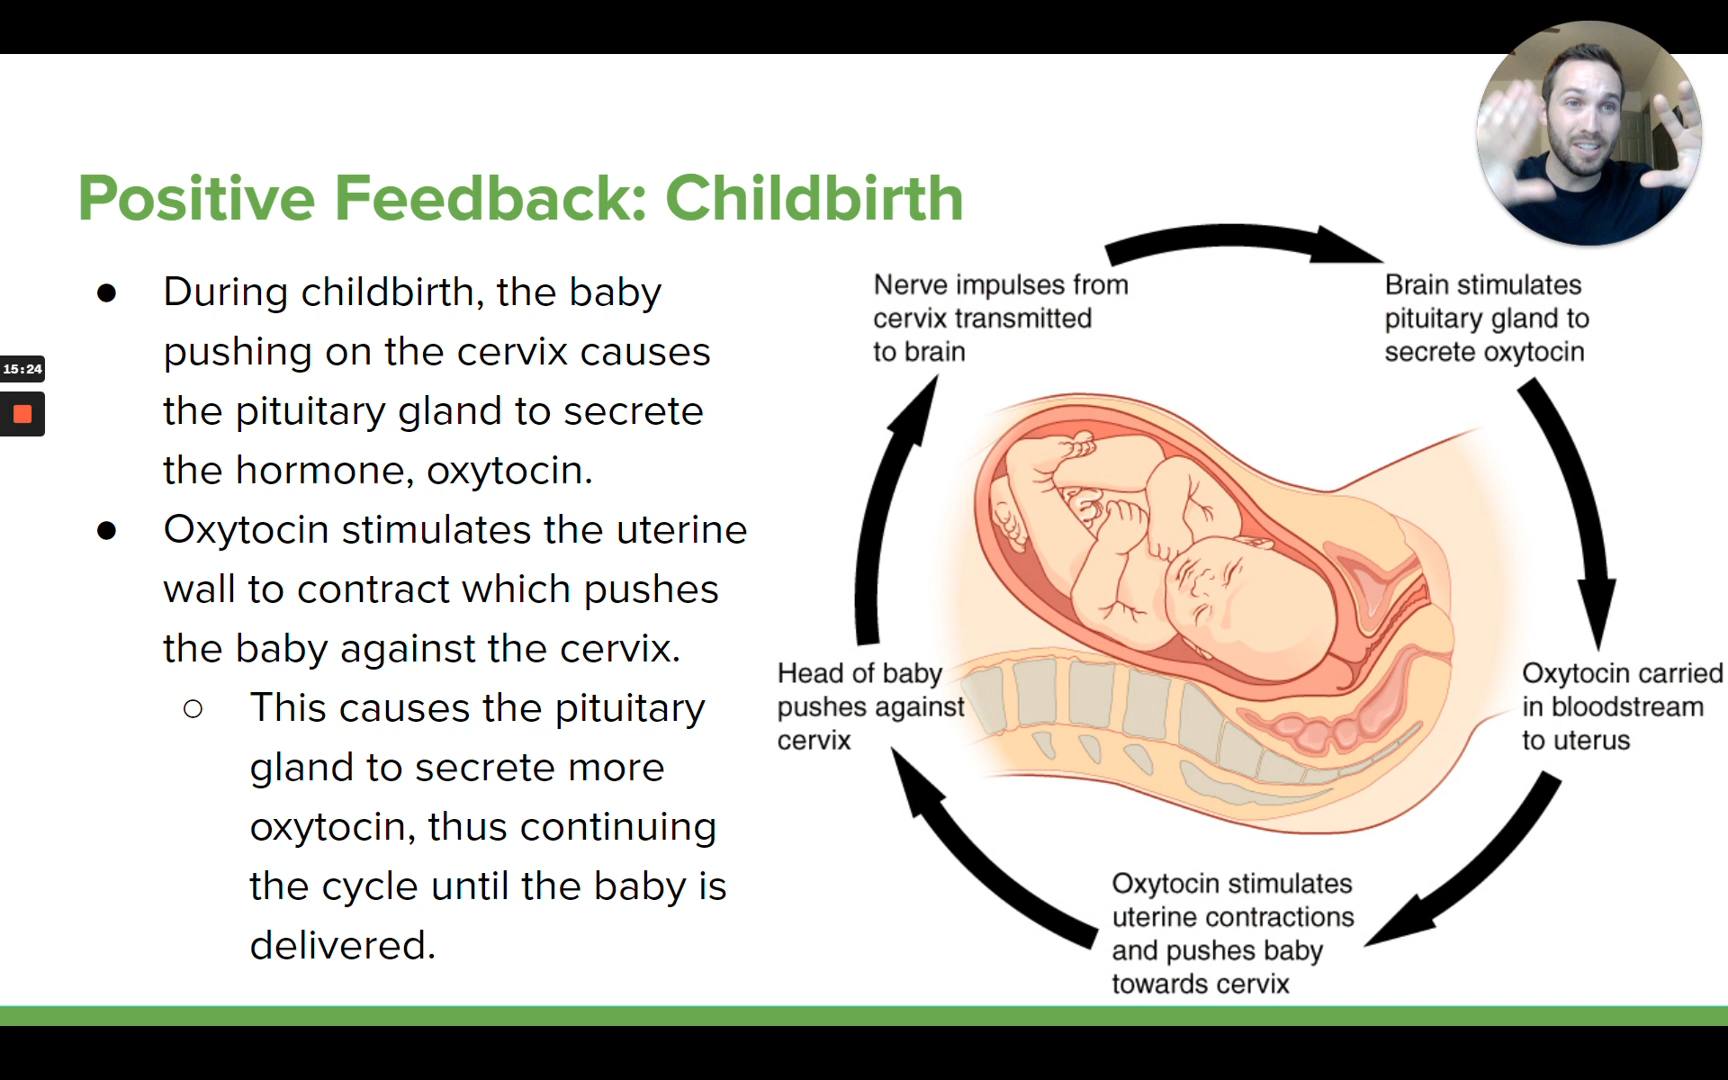 Positive Feedback: Childbirth
● During childbirth, the baby
pushing on the cervix causes
the pituitary gland to secrete
the hormone, oxytocin.
● Oxytocin stimulates the uterine
wall to contract which pushes
the baby against the cervix.
○ This causes the pituitary
gland to secrete more
oxytocin, thus continuing
the cycle until the baby is
delivered.
15:24
Nerve impulses from
cervix transmitted
to brain
Brain stimulates
pituitary gland to
secrete oxytocin
Oxytocin carried
in bloodstream
to uterus
Oxytocin stimulates
uterine contractions
and pushes baby
towards cervix
Head of baby
pushes against
cervix